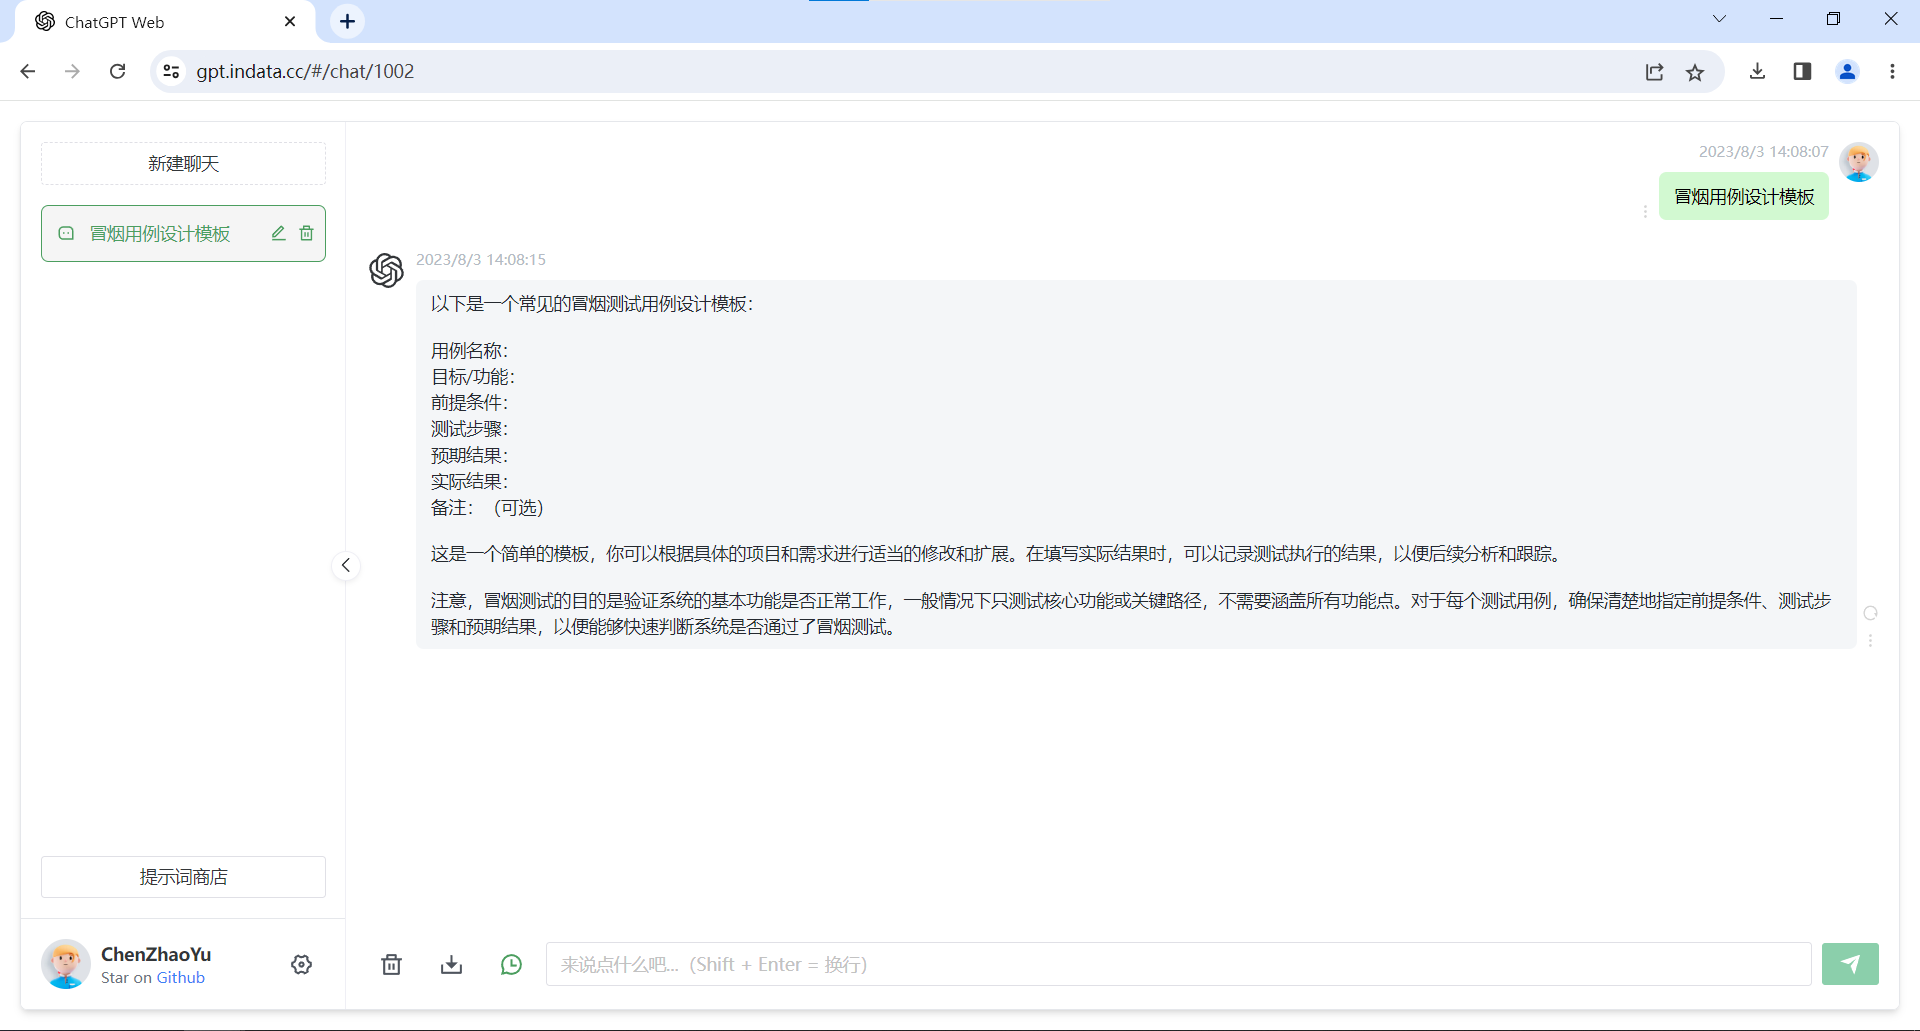 ChatGPT Web
gpt.indata.cc/#/chat/1002
新建聊天
冒烟用例设计模板
提示词商店
ChenZhaoYu
Star on Github
2023/8/3 14:08:07
冒烟用例设计模板
2023/8/3 14:08:15
以下是一个常见的冒烟测试用例设计模板：
用例名称：
目标/功能：
前提条件：
测试步骤：
预期结果：
实际结果：
备注：（可选）
这是一个简单的模板，你可以根据具体的项目和需求进行适当的修改和扩展。在填写实际结果时，可以记录测试执行的结果，以便后续分析和跟踪。
注意，冒烟测试的目的是验证系统的基本功能是否正常工作，一般情况下只测试核心功能或关键路径，不需要涵盖所有功能点。对于每个测试用例，确保清楚地指定前提条件、测试步
骤和预期结果，以便能够快速判断系统是否通过了冒烟测试。
来说点什么吧...（Shift + Enter = 换行）